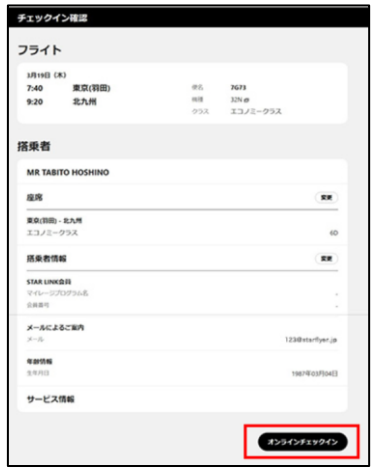 チェックイン確認
フライト
3月19日（木）
7:40 東京(羽田) 便名 7G73
9:20 北九州 機種 32N
クラス エコノミークラス
搭乗者
MR TABITO HOSHINO
座席 変更
東京(羽田) - 北九州
エコノミークラス 6D
搭乗者情報 変更
STAR LINK会員
マイレージプログラム名 -
会員番号 -
メールによるご案内
メール 123@starflyer.jp
年齢情報
生年月日 1987年03月04日
サービス情報
オンラインチェックイン